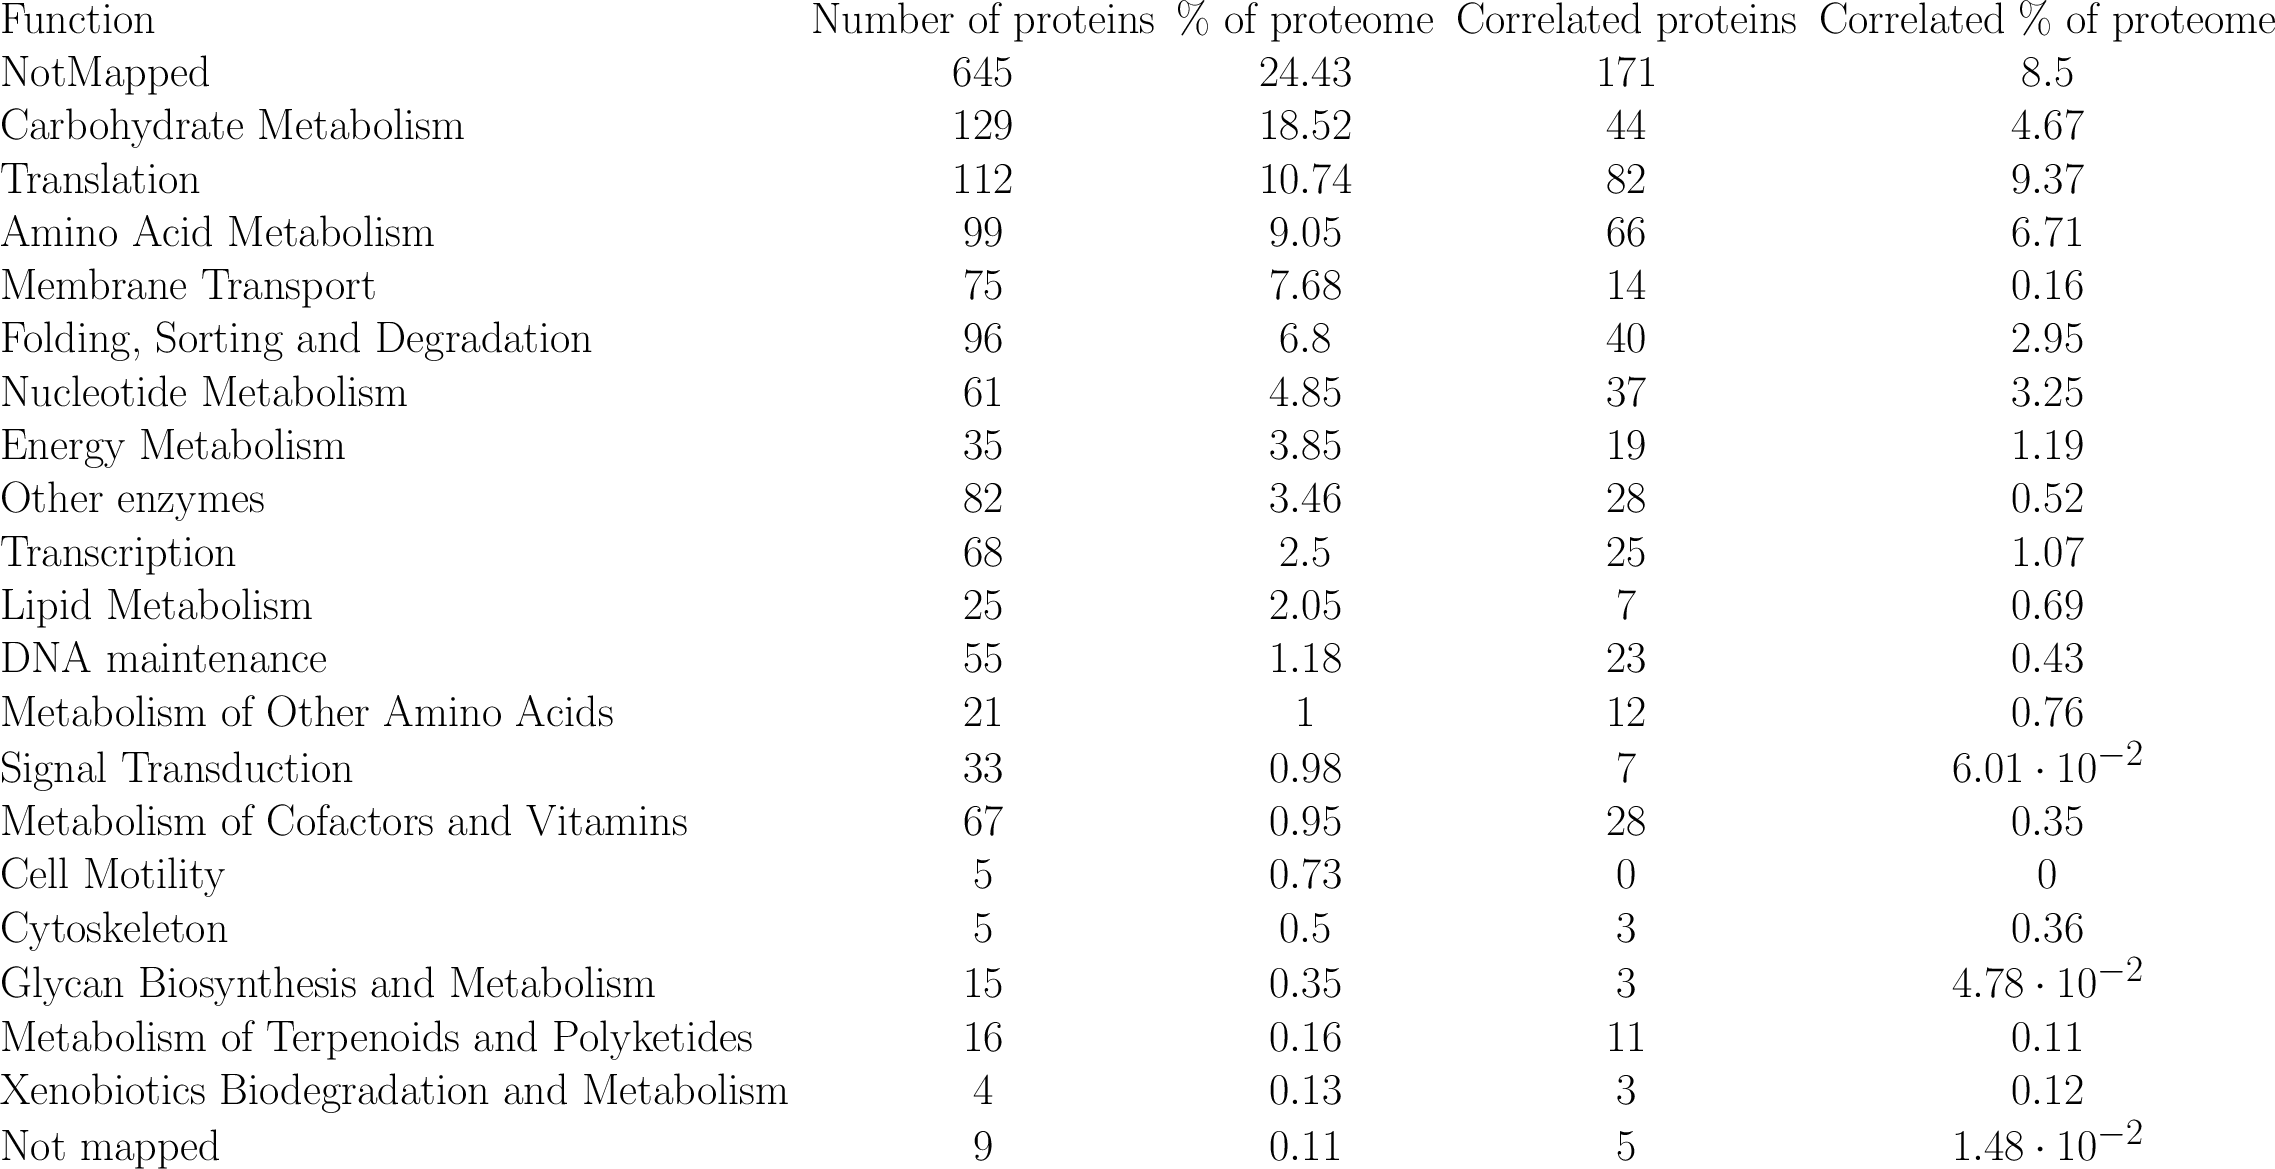 Function Number of proteins % of proteome Correlated proteins Correlated % of proteome
NotMapped 645 24.43 171 8.5
Carbohydrate Metabolism 129 18.52 44 4.67
Translation 112 10.74 82 9.37
Amino Acid Metabolism 99 9.05 66 6.71
Membrane Transport 75 7.68 14 0.16
Folding, Sorting and Degradation 96 6.8 40 2.95
Nucleotide Metabolism 61 4.85 37 3.25
Energy Metabolism 35 3.85 19 1.19
Other enzymes 82 3.46 28 0.52
Transcription 68 2.5 25 1.07
Lipid Metabolism 25 2.05 7 0.69
DNA maintenance 55 1.18 23 0.43
Metabolism of Other Amino Acids 21 1 12 0.76
Signal Transduction 33 0.98 7 6.01 · 10⁻²
Metabolism of Cofactors and Vitamins 67 0.95 28 0.35
Cell Motility 5 0.73 0 0
Cytoskeleton 5 0.5 3 0.36
Glycan Biosynthesis and Metabolism 15 0.35 3 4.78 · 10⁻²
Metabolism of Terpenoids and Polyketides 16 0.16 11 0.11
Xenobiotics Biodegradation and Metabolism 4 0.13 3 0.12
Not mapped 9 0.11 5 1.48 · 10⁻²